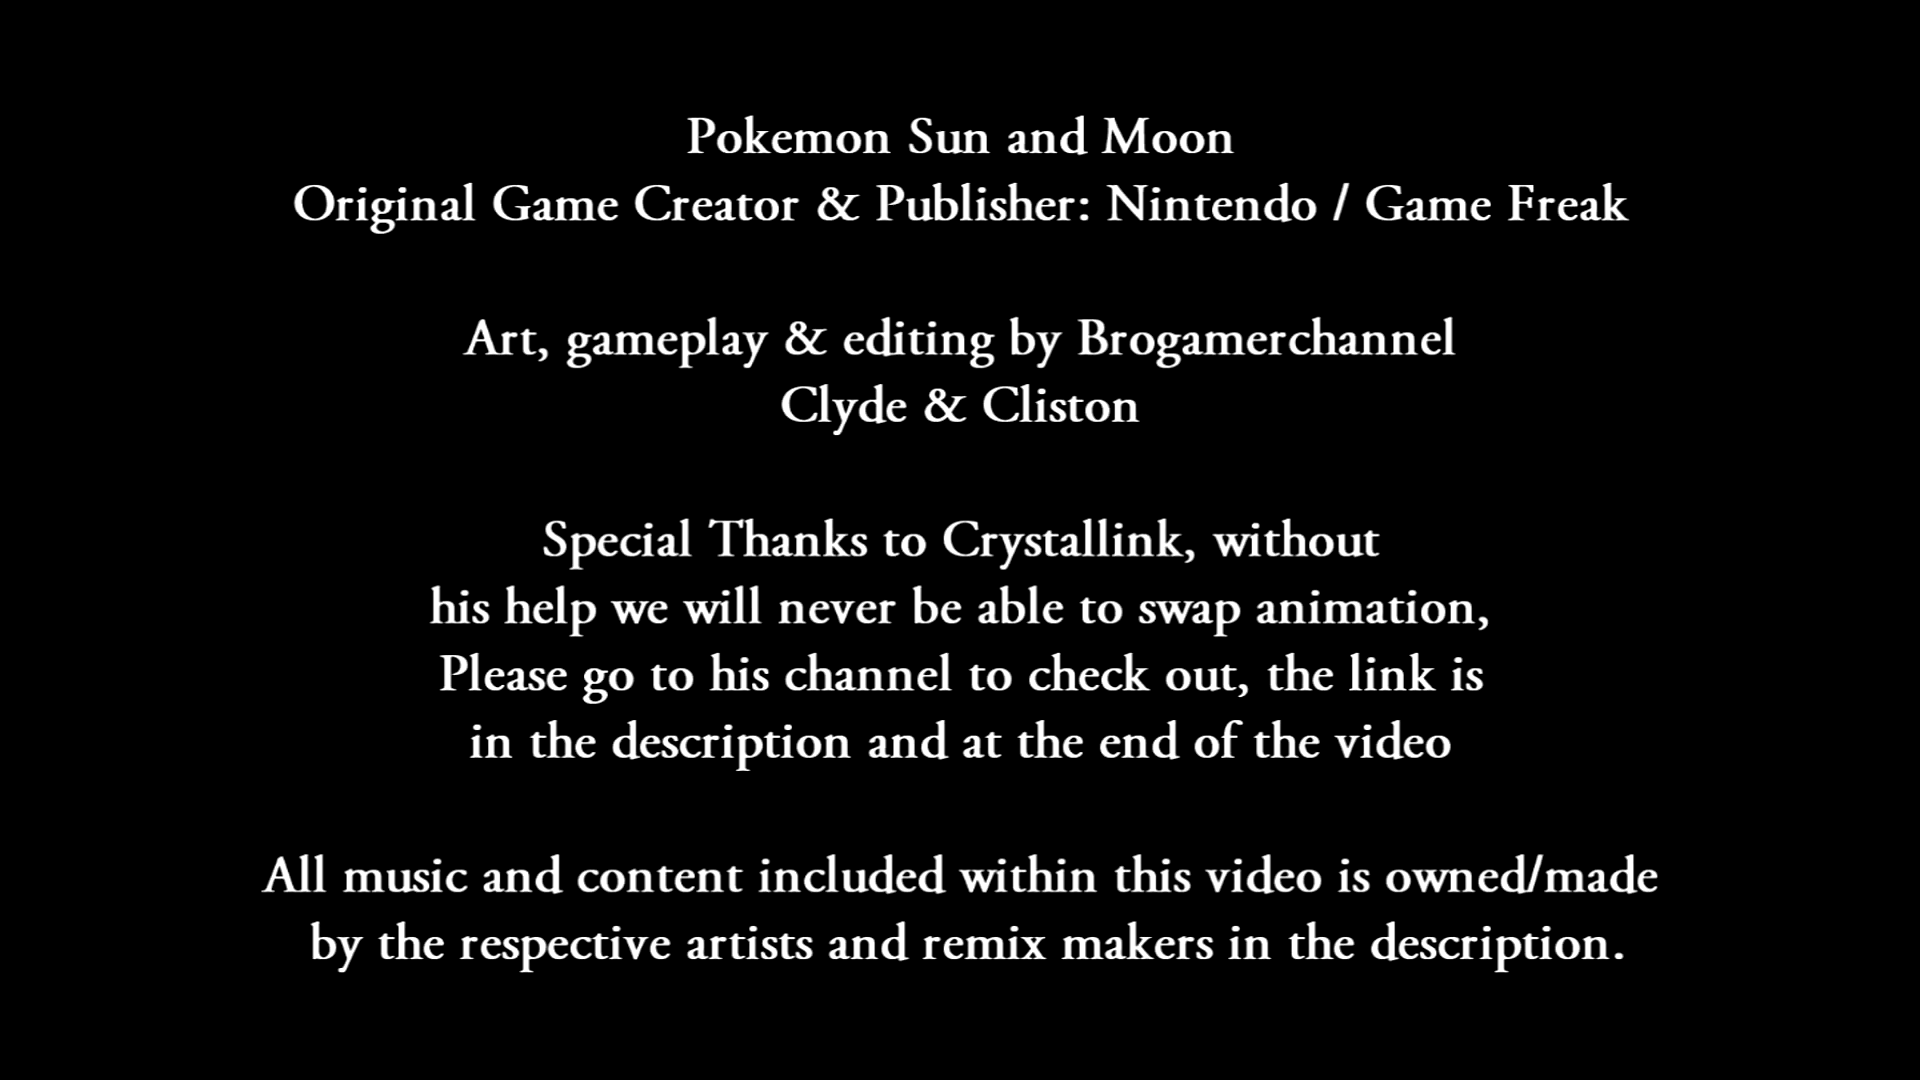 Pokemon Sun and Moon
Original Game Creator & Publisher: Nintendo / Game Freak
Art, gameplay & editing by Brogamerchannel
Clyde & Cliston
Special Thanks to Crystallink, without
his help we will never be able to swap animation,
Please go to his channel to check out, the link is
in the description and at the end of the video
All music and content included within this video is owned/made
by the respective artists and remix makers in the description.